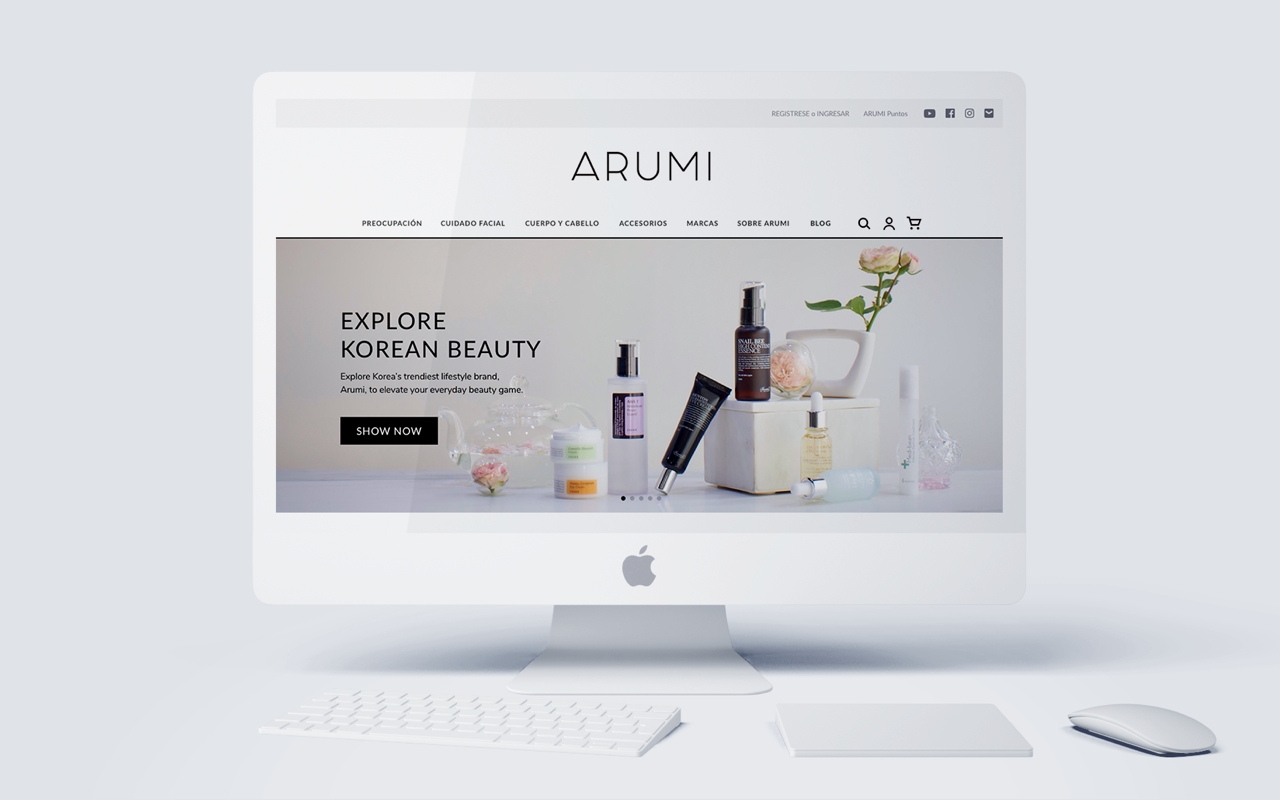 REGISTRESE o INGRESAR ARUMI Puntos
ARUMI
PREOCUPACIÓN CUIDADO FACIAL CUERPO Y CABELLO ACCESORIOS MARCAS SOBRE ARUMI BLOG
EXPLORE
KOREAN BEAUTY
Explore Korea's trendiest lifestyle brand,
Arumi, to elevate your everyday beauty game.
SHOW NOW
SNAIL BEE
HIGH CONTENT
ESSENCE